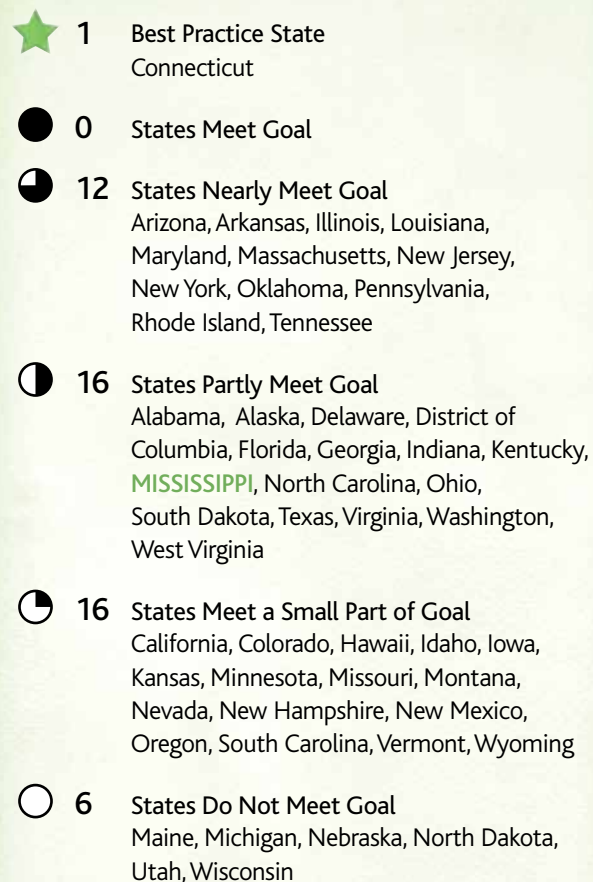 1 Best Practice State
Connecticut
0 States Meet Goal
12 States Nearly Meet Goal
Arizona, Arkansas, Illinois, Louisiana,
Maryland, Massachusetts, New Jersey,
New York, Oklahoma, Pennsylvania,
Rhode Island, Tennessee
16 States Partly Meet Goal
Alabama, Alaska, Delaware, District of
Columbia, Florida, Georgia, Indiana, Kentucky,
MISSISSIPPI, North Carolina, Ohio,
South Dakota, Texas, Virginia, Washington,
West Virginia
16 States Meet a Small Part of Goal
California, Colorado, Hawaii, Idaho, Iowa,
Kansas, Minnesota, Missouri, Montana,
Nevada, New Hampshire, New Mexico,
Oregon, South Carolina, Vermont, Wyoming
6 States Do Not Meet Goal
Maine, Michigan, Nebraska, North Dakota,
Utah, Wisconsin